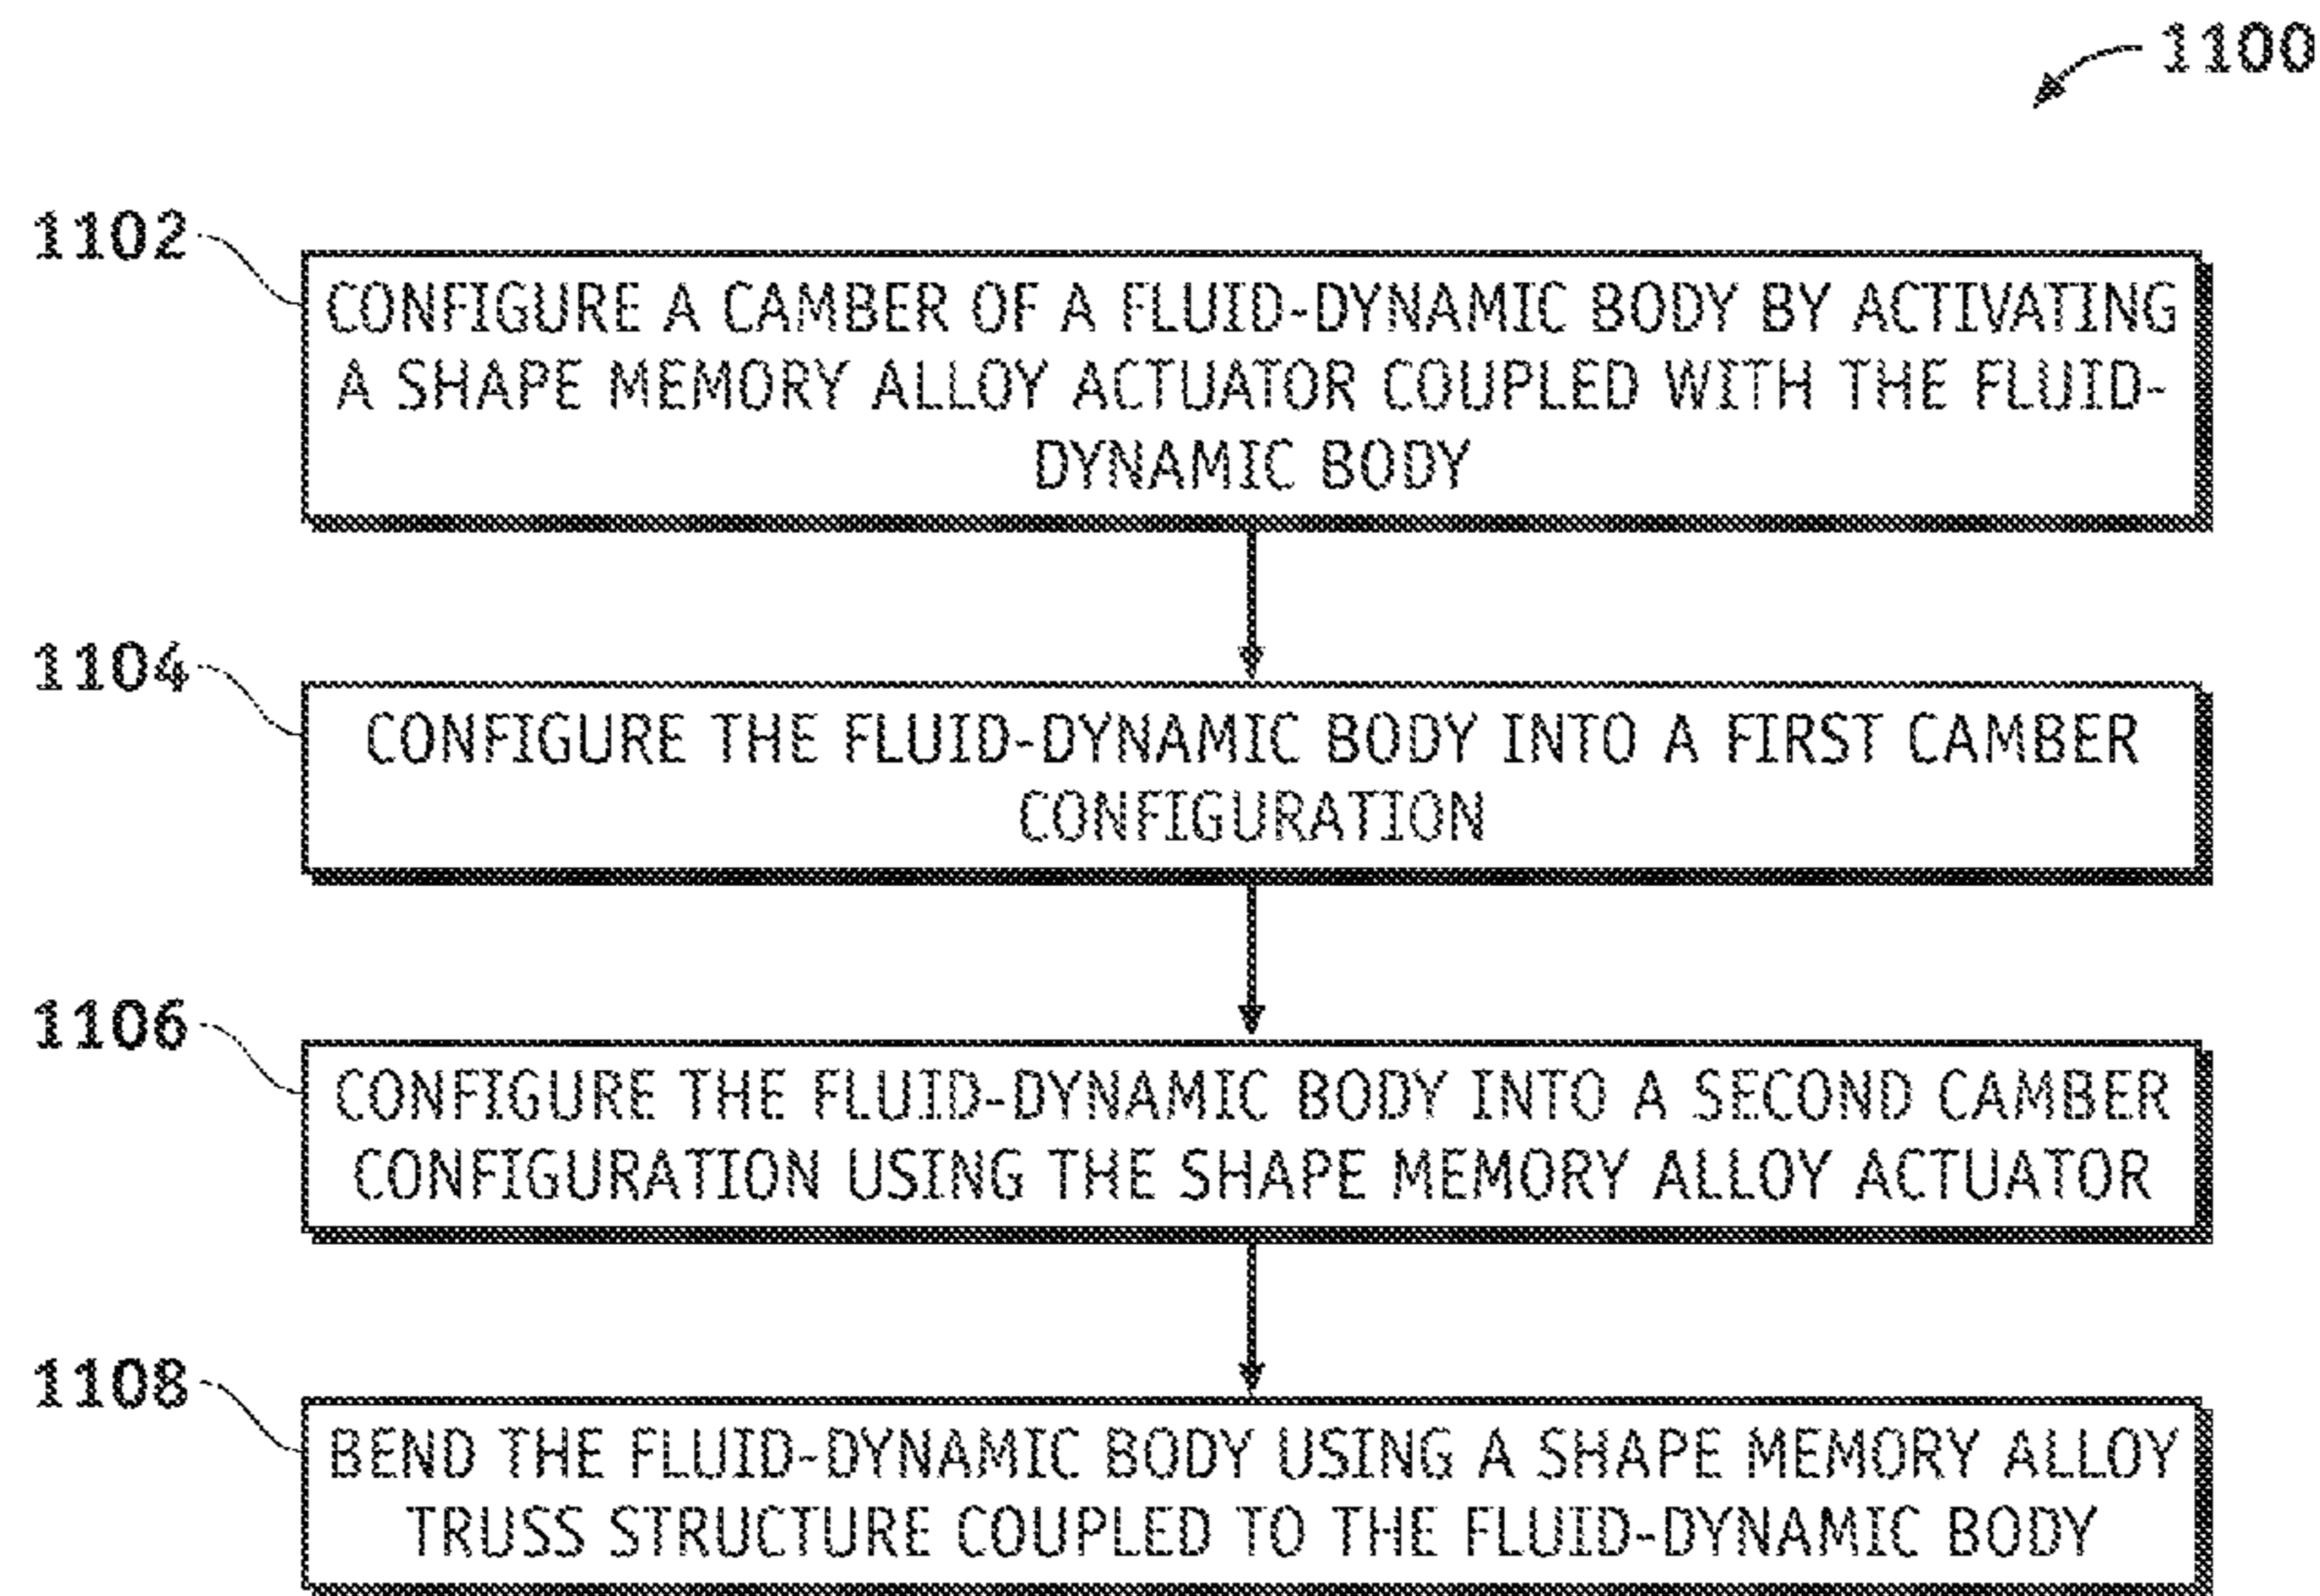 1100
1102
CONFIGURE A CAMBER OF A FLUID-DYNAMIC BODY BY ACTIVATING
A SHAPE MEMORY ALLOY ACTUATOR COUPLED WITH THE FLUID-
DYNAMIC BODY
1104
CONFIGURE THE FLUID-DYNAMIC BODY INTO A FIRST CAMBER
CONFIGURATION
1106
CONFIGURE THE FLUID-DYNAMIC BODY INTO A SECOND CAMBER
CONFIGURATION USING THE SHAPE MEMORY ALLOY ACTUATOR
1108
BEND THE FLUID-DYNAMIC BODY USING A SHAPE MEMORY ALLOY
TRUSS STRUCTURE COUPLED TO THE FLUID-DYNAMIC BODY